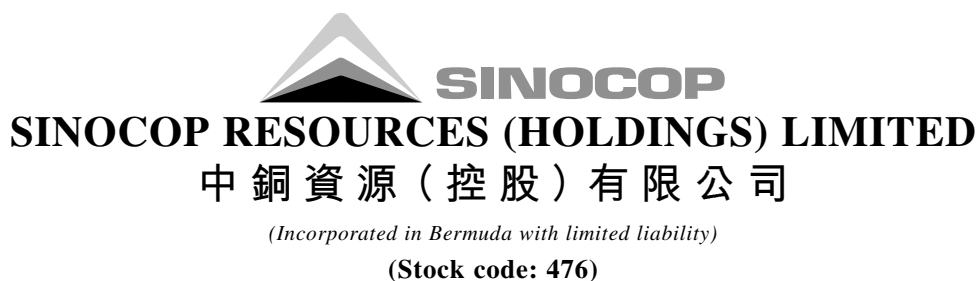 SINOCOP
SINOCOP RESOURCES (HOLDINGS) LIMITED
中銅資源（控股）有限公司
(Incorporated in Bermuda with limited liability)
(Stock code: 476)